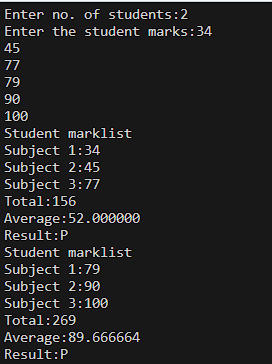 Enter no. of students:2
Enter the student marks:34
45
77
79
90
100
Student marklist
Subject 1:34
Subject 2:45
Subject 3:77
Total:156
Average:52.000000
Result:P
Student marklist
Subject 1:79
Subject 2:90
Subject 3:100
Total:269
Average:89.666664
Result:P